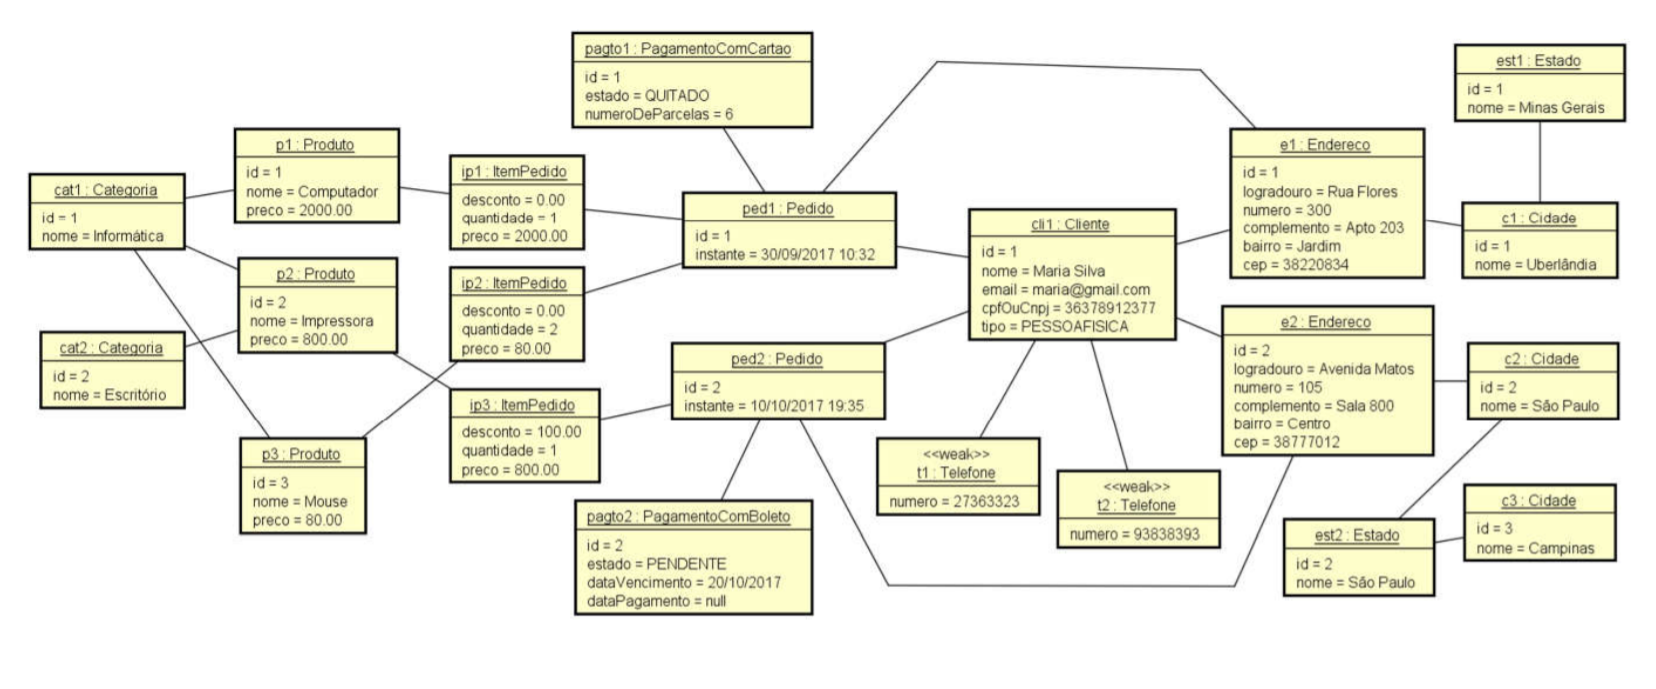 pagto1 : PagamentoComCartao
id = 1
estado = QUITADO
numeroDeParcelas = 6
est1 : Estado
id = 1
nome = Minas Gerais
p1 : Produto
id = 1
nome = Computador
preco = 2000.00
ip1 : ItemPedido
desconto = 0.00
quantidade = 1
preco = 2000.00
e1 : Endereco
id = 1
logradouro = Rua Flores
numero = 300
complemento = Apto 203
bairro = Jardim
cep = 38220834
cat1 : Categoria
id = 1
nome = Informática
ped1 : Pedido
id = 1
instante = 30/09/2017 10:32
cli1 : Cliente
id = 1
nome = Maria Silva
email = maria@gmail.com
cpfOuCnpj = 36378912377
tipo = PESSOAFISICA
c1 : Cidade
id = 1
nome = Uberlândia
p2 : Produto
id = 2
nome = Impressora
preco = 800.00
ip2 : ItemPedido
desconto = 0.00
quantidade = 2
preco = 80.00
e2 : Endereco
id = 2
logradouro = Avenida Matos
numero = 105
complemento = Sala 800
bairro = Centro
cep = 38777012
cat2 : Categoria
id = 2
nome = Escritório
ped2 : Pedido
id = 2
instante = 10/10/2017 19:35
c2 : Cidade
id = 2
nome = São Paulo
ip3 : ItemPedido
desconto = 100.00
quantidade = 1
preco = 800.00
p3 : Produto
id = 3
nome = Mouse
preco = 80.00
<<weak>>
t1 : Telefone
numero = 27363323
<<weak>>
t2 : Telefone
numero = 93838393
c3 : Cidade
id = 3
nome = Campinas
pagto2 : PagamentoComBoleto
id = 2
estado = PENDENTE
dataVencimento = 20/10/2017
dataPagamento = null
est2 : Estado
id = 2
nome = São Paulo